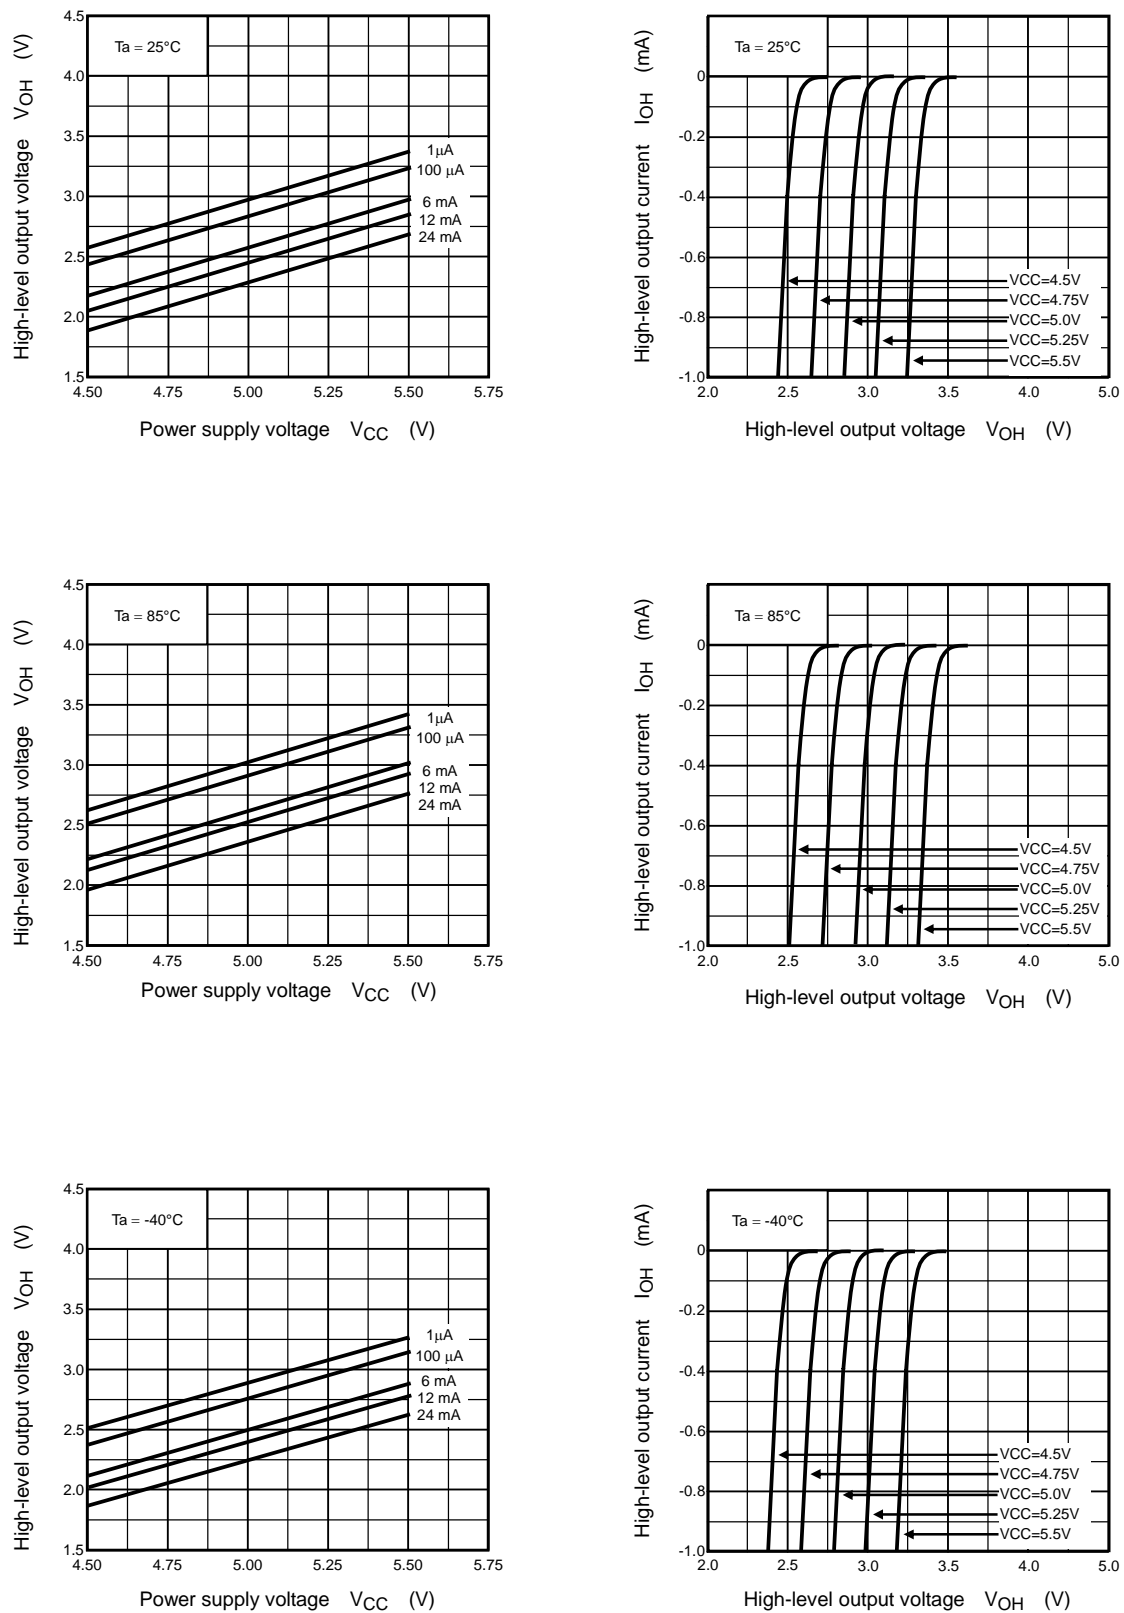 High-level output voltage VOH (V)
4.5
4.0
3.5
3.0
2.5
2.0
1.5
Ta = 25°C
1μA
100 μA
6 mA
12 mA
24 mA
4.50 4.75 5.00 5.25 5.50 5.75
Power supply voltage VCC (V)
High-level output current IOH (mA)
0
-0.2
-0.4
-0.6
-0.8
-1.0
Ta = 25°C
VCC=4.5V
VCC=4.75V
VCC=5.0V
VCC=5.25V
VCC=5.5V
2.0 2.5 3.0 3.5 4.0 5.0
High-level output voltage VOH (V)
High-level output voltage VOH (V)
4.5
4.0
3.5
3.0
2.5
2.0
1.5
Ta = 85°C
1μA
100 μA
6 mA
12 mA
24 mA
4.50 4.75 5.00 5.25 5.50 5.75
Power supply voltage VCC (V)
High-level output current IOH (mA)
0
-0.2
-0.4
-0.6
-0.8
-1.0
Ta = 85°C
VCC=4.5V
VCC=4.75V
VCC=5.0V
VCC=5.25V
VCC=5.5V
2.0 2.5 3.0 3.5 4.0 5.0
High-level output voltage VOH (V)
High-level output voltage VOH (V)
4.5
4.0
3.5
3.0
2.5
2.0
1.5
Ta = -40°C
1μA
100 μA
6 mA
12 mA
24 mA
4.50 4.75 5.00 5.25 5.50 5.75
Power supply voltage VCC (V)
High-level output current IOH (mA)
0
-0.2
-0.4
-0.6
-0.8
-1.0
Ta = -40°C
VCC=4.5V
VCC=4.75V
VCC=5.0V
VCC=5.25V
VCC=5.5V
2.0 2.5 3.0 3.5 4.0 5.0
High-level output voltage VOH (V)